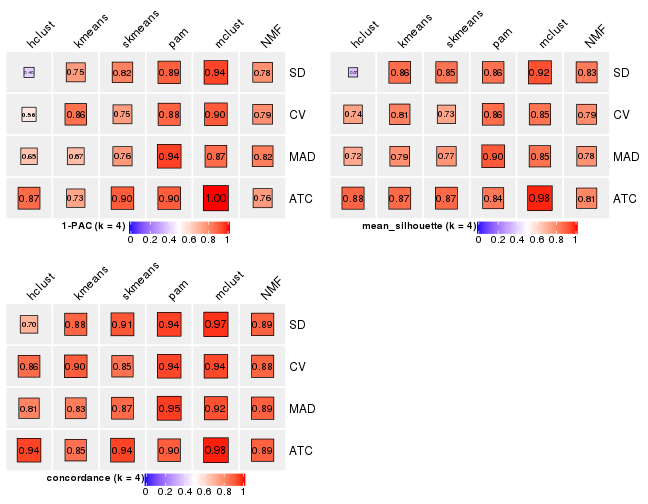 hclust kmeans skmeans pam mclust NMF
0.75 0.82 0.89 0.94 0.78 SD
0.56 0.86 0.75 0.88 0.90 0.79 CV
0.65 0.67 0.76 0.94 0.87 0.82 MAD
0.87 0.73 0.90 0.90 1.00 0.76 ATC
1-PAC (k = 4)
0 0.2 0.4 0.6 0.8 1
hclust kmeans skmeans pam mclust NMF
0.86 0.85 0.86 0.92 0.83 SD
0.74 0.81 0.73 0.86 0.85 0.79 CV
0.72 0.79 0.77 0.90 0.85 0.78 MAD
0.88 0.87 0.87 0.84 0.98 0.81 ATC
mean_silhouette (k = 4)
0 0.2 0.4 0.6 0.8 1
hclust kmeans skmeans pam mclust NMF
0.70 0.88 0.91 0.94 0.97 0.89 SD
0.86 0.90 0.85 0.94 0.94 0.88 CV
0.81 0.83 0.87 0.95 0.92 0.89 MAD
0.94 0.85 0.94 0.90 0.98 0.89 ATC
concordance (k = 4)
0 0.2 0.4 0.6 0.8 1